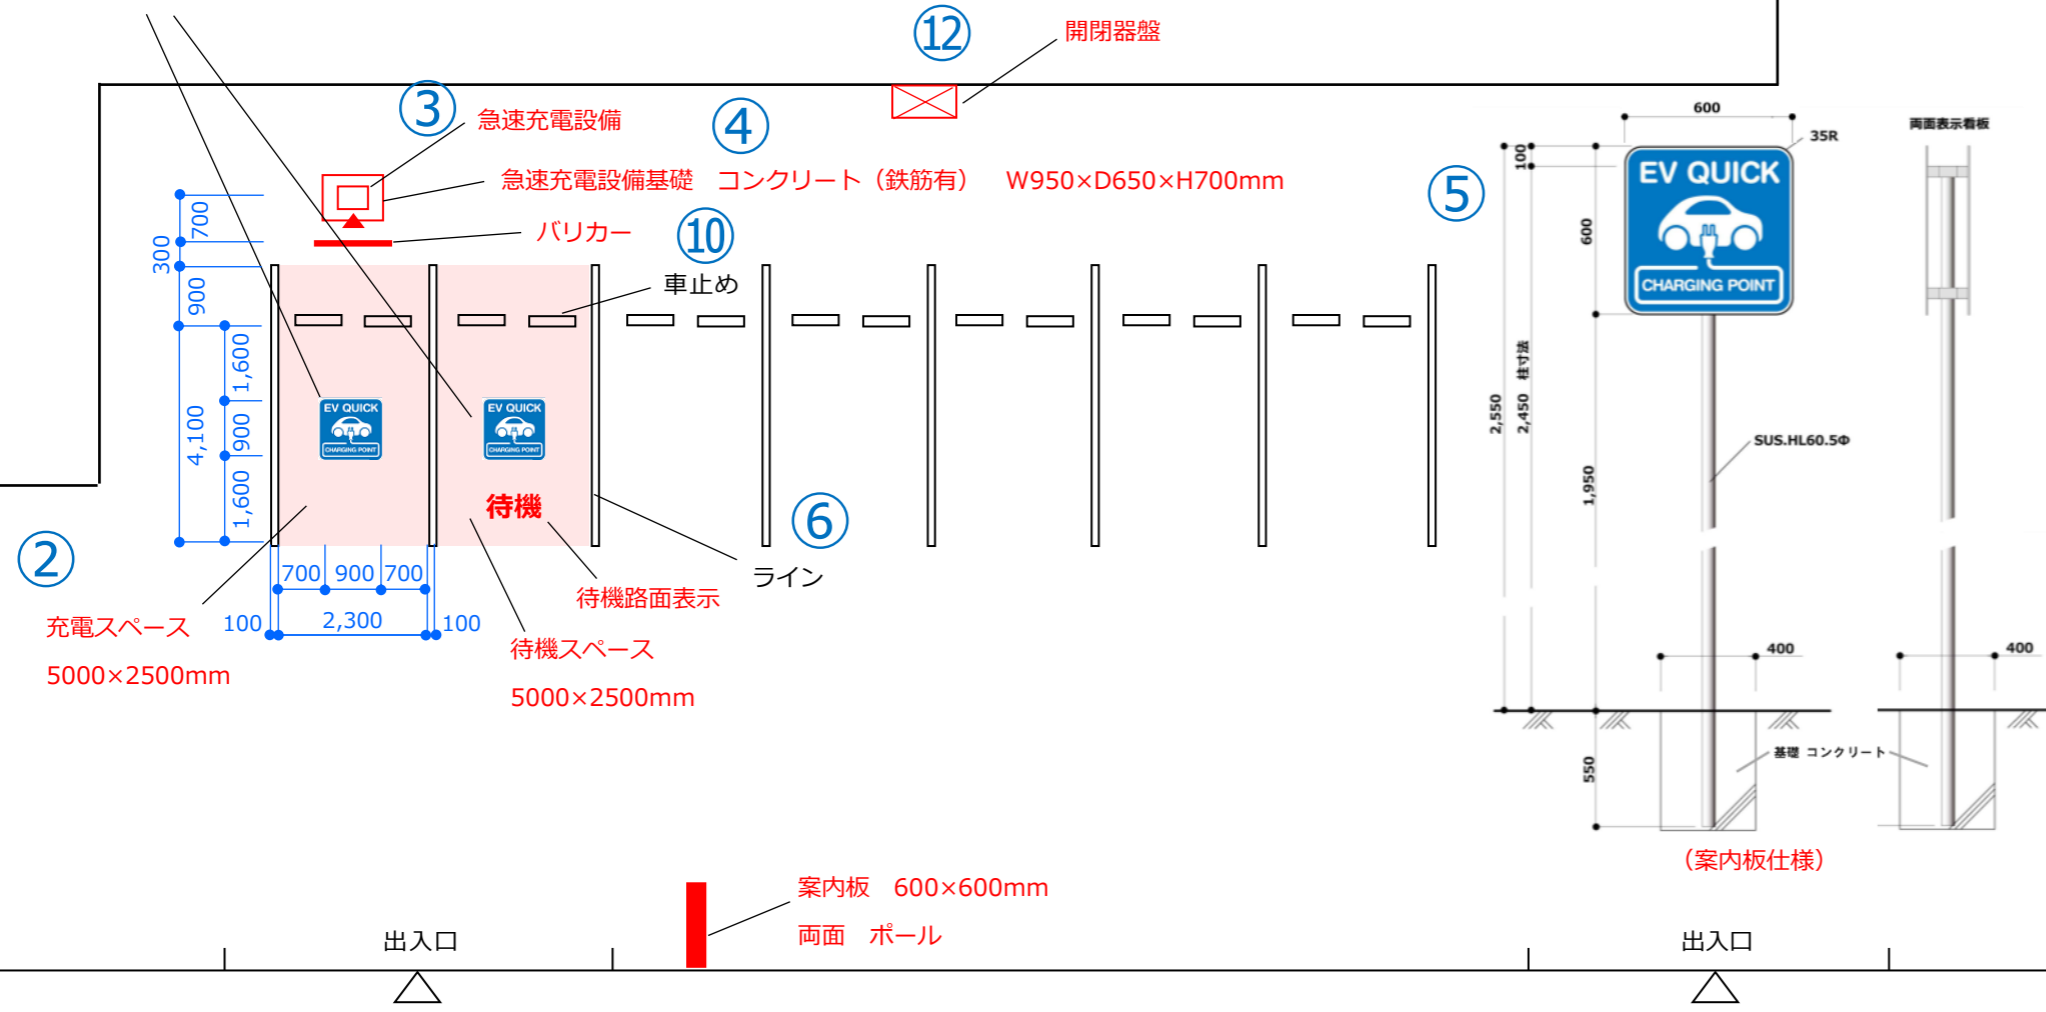 ⑫
開閉器盤
③
急速充電設備
④
急速充電設備基礎　コンクリート（鉄筋有）　W950×D650×H700mm
バリカー
⑩
車止め
700
300
900
4,100
1,600
900
1,600
EV QUICK
CHARGING POINT
EV QUICK
CHARGING POINT
待機
②
⑥
ライン
700
900
700
100
2,300
100
充電スペース
5000×2500mm
待機路面表示
待機スペース
5000×2500mm
⑤
600
35R
両面表示看板
100
600
EV QUICK
CHARGING POINT
2,550
2,450 柱寸法
SUS.HL60.5Φ
1,950
400
400
基礎 コンクリート
550
（案内板仕様）
案内板　600×600mm
両面　ポール
出入口
出入口